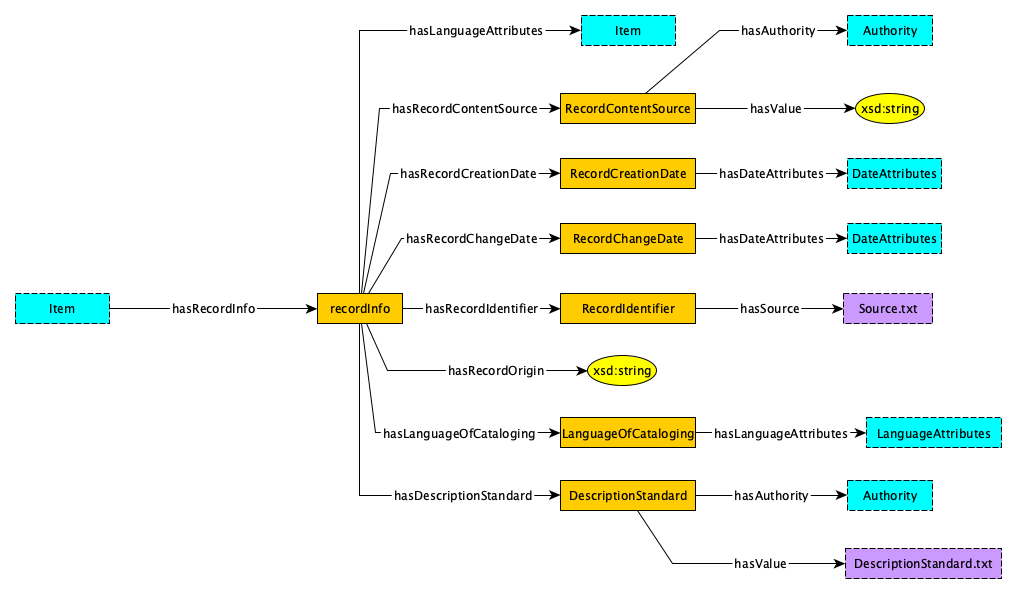 hasLanguageAttributes
Item
hasAuthority
Authority
hasRecordContentSource
RecordContentSource
hasValue
xsd:string
hasRecordCreationDate
RecordCreationDate
hasDateAttributes
DateAttributes
hasRecordChangeDate
RecordChangeDate
hasDateAttributes
DateAttributes
Item
hasRecordInfo
recordInfo
hasRecordIdentifier
RecordIdentifier
hasSource
Source.txt
hasRecordOrigin
xsd:string
hasLanguageOfCataloging
LanguageOfCataloging
hasLanguageAttributes
LanguageAttributes
hasDescriptionStandard
DescriptionStandard
hasAuthority
Authority
hasValue
DescriptionStandard.txt